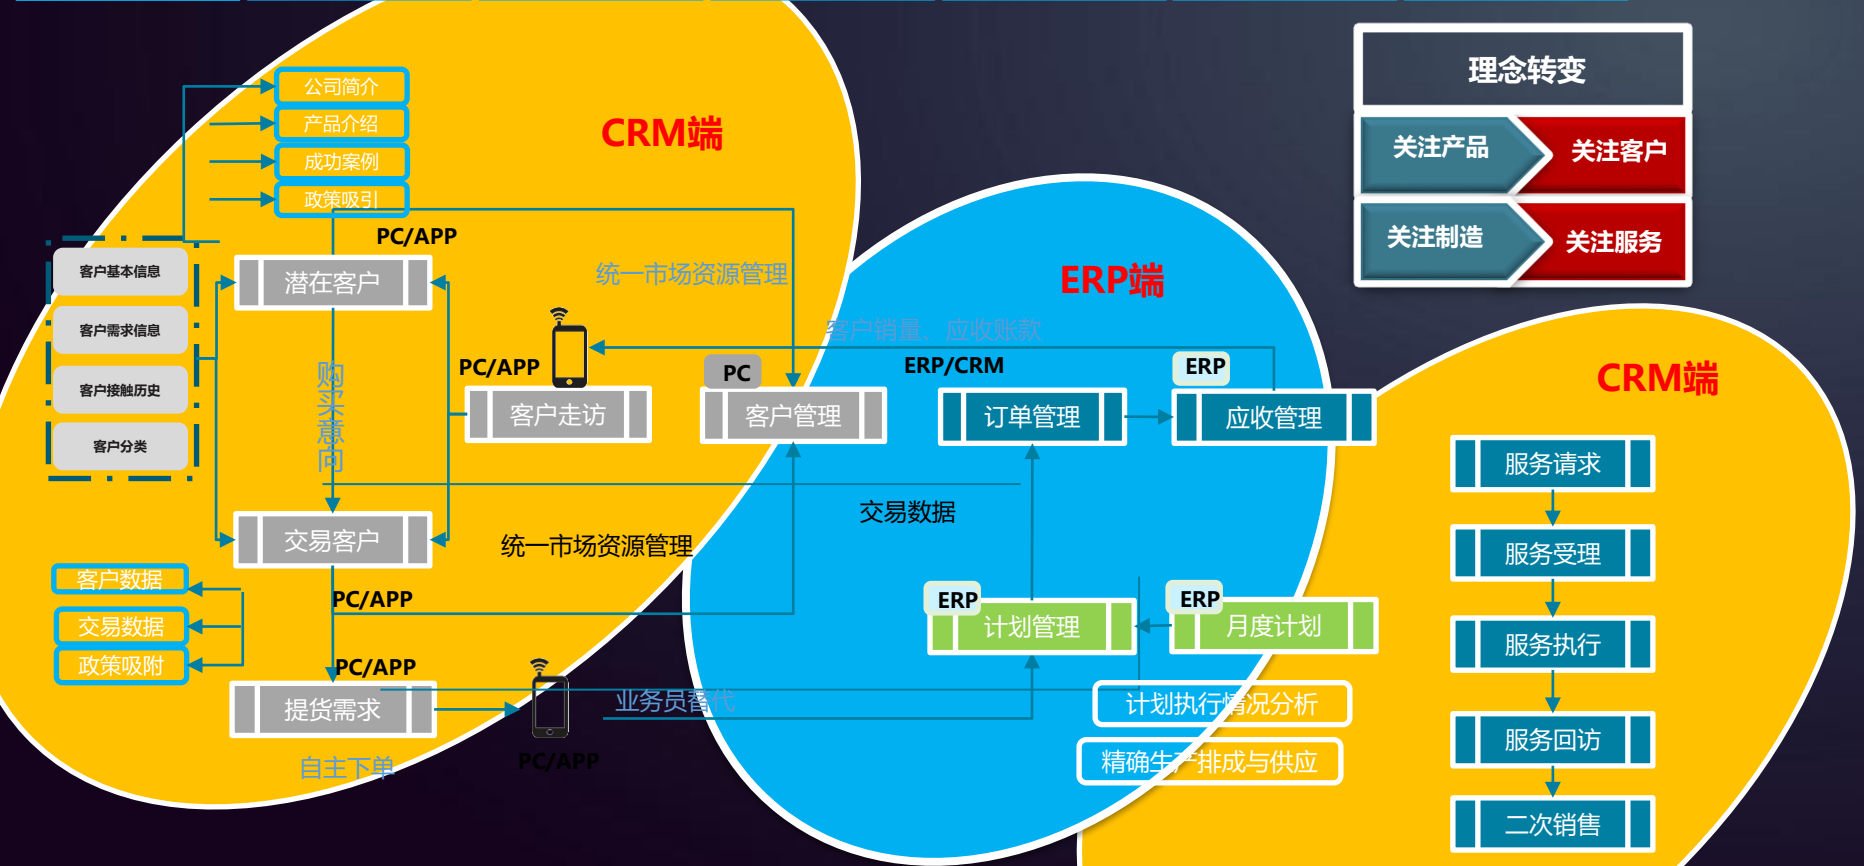 公司简介
产品介绍
成功案例
政策吸引
CRM端
理念转变
关注产品
关注客户
关注制造
关注服务
PC/APP
客户基本信息
客户需求信息
客户接触历史
客户分类
潜在客户
统一市场资源管理
ERP端
客户销量、应收账款
购买意向
PC/APP
客户走访
PC
客户管理
ERP/CRM
订单管理
ERP
应收管理
CRM端
服务请求
服务受理
服务执行
服务回访
二次销售
交易数据
交易客户
统一市场资源管理
客户数据
交易数据
政策吸附
PC/APP
PC/APP
提货需求
自主下单
PC/APP
业务员替代
ERP
计划管理
ERP
月度计划
计划执行情况分析
精确生产排成与供应